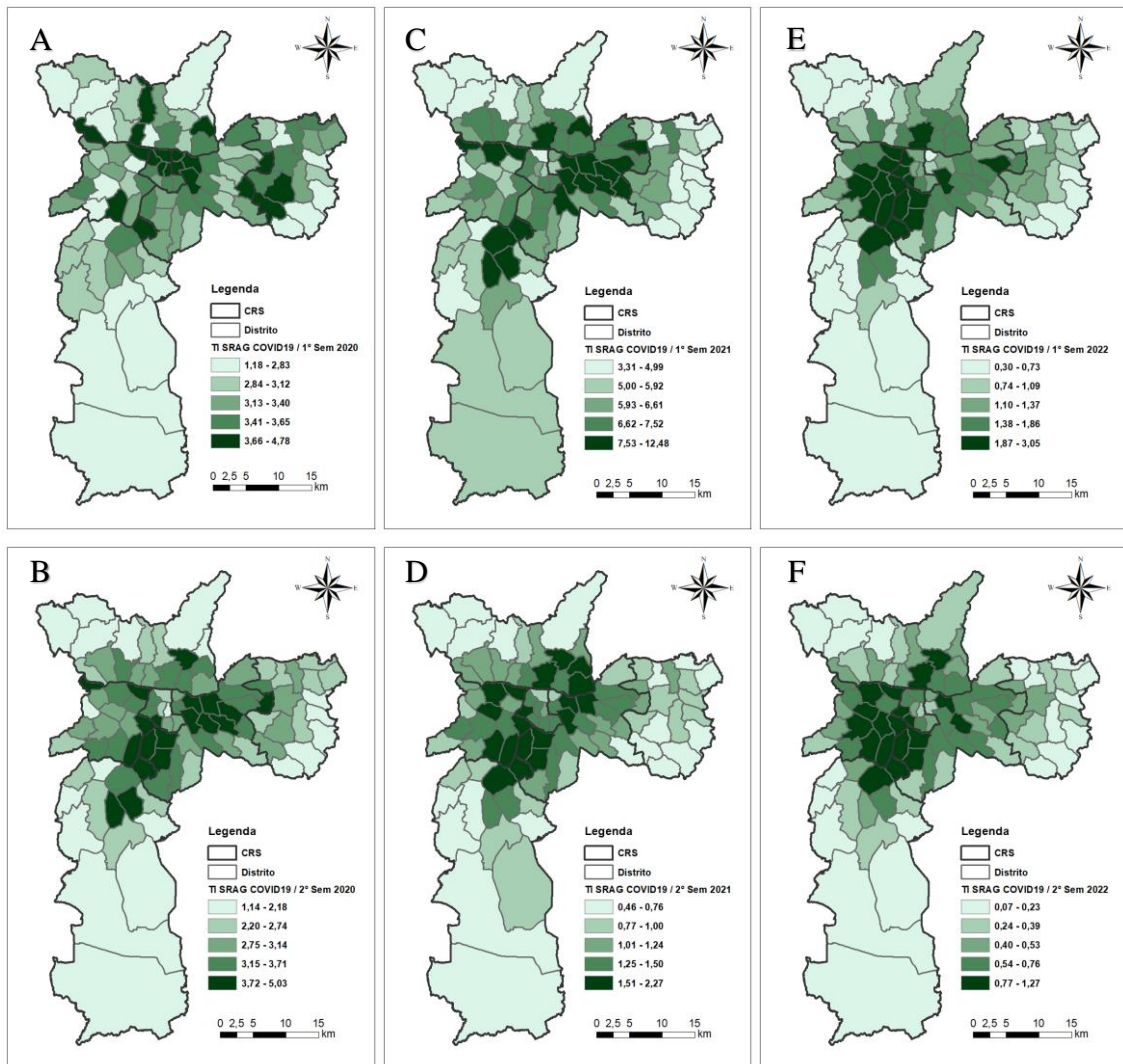 A
N
W
E
S
Legenda
CRS
Distrito
TI SRAG COVID19 / 1° Sem 2020
1,18 - 2,83
2,84 - 3,12
3,13 - 3,40
3,41 - 3,65
3,66 - 4,78
0 2,5 5 10 15
km
C
N
W
E
S
Legenda
CRS
Distrito
TI SRAG COVID19 / 1° Sem 2021
3,31 - 4,99
5,00 - 5,92
5,93 - 6,61
6,62 - 7,52
7,53 - 12,48
0 2,5 5 10 15
km
E
N
W
E
S
Legenda
CRS
Distrito
TI SRAG COVID19 / 1° Sem 2022
0,30 - 0,73
0,74 - 1,09
1,10 - 1,37
1,38 - 1,86
1,87 - 3,05
0 2,5 5 10 15
km
B
N
W
E
S
Legenda
CRS
Distrito
TI SRAG COVID19 / 2° Sem 2020
1,14 - 2,18
2,20 - 2,74
2,75 - 3,14
3,15 - 3,71
3,72 - 5,03
0 2,5 5 10 15
km
D
N
W
E
S
Legenda
CRS
Distrito
TI SRAG COVID19 / 2° Sem 2021
0,46 - 0,76
0,77 - 1,00
1,01 - 1,24
1,25 - 1,50
1,51 - 2,27
0 2,5 5 10 15
km
F
N
W
E
S
Legenda
CRS
Distrito
TI SRAG COVID19 / 2° Sem 2022
0,07 - 0,23
0,24 - 0,39
0,40 - 0,53
0,54 - 0,76
0,77 - 1,27
0 2,5 5 10 15
km